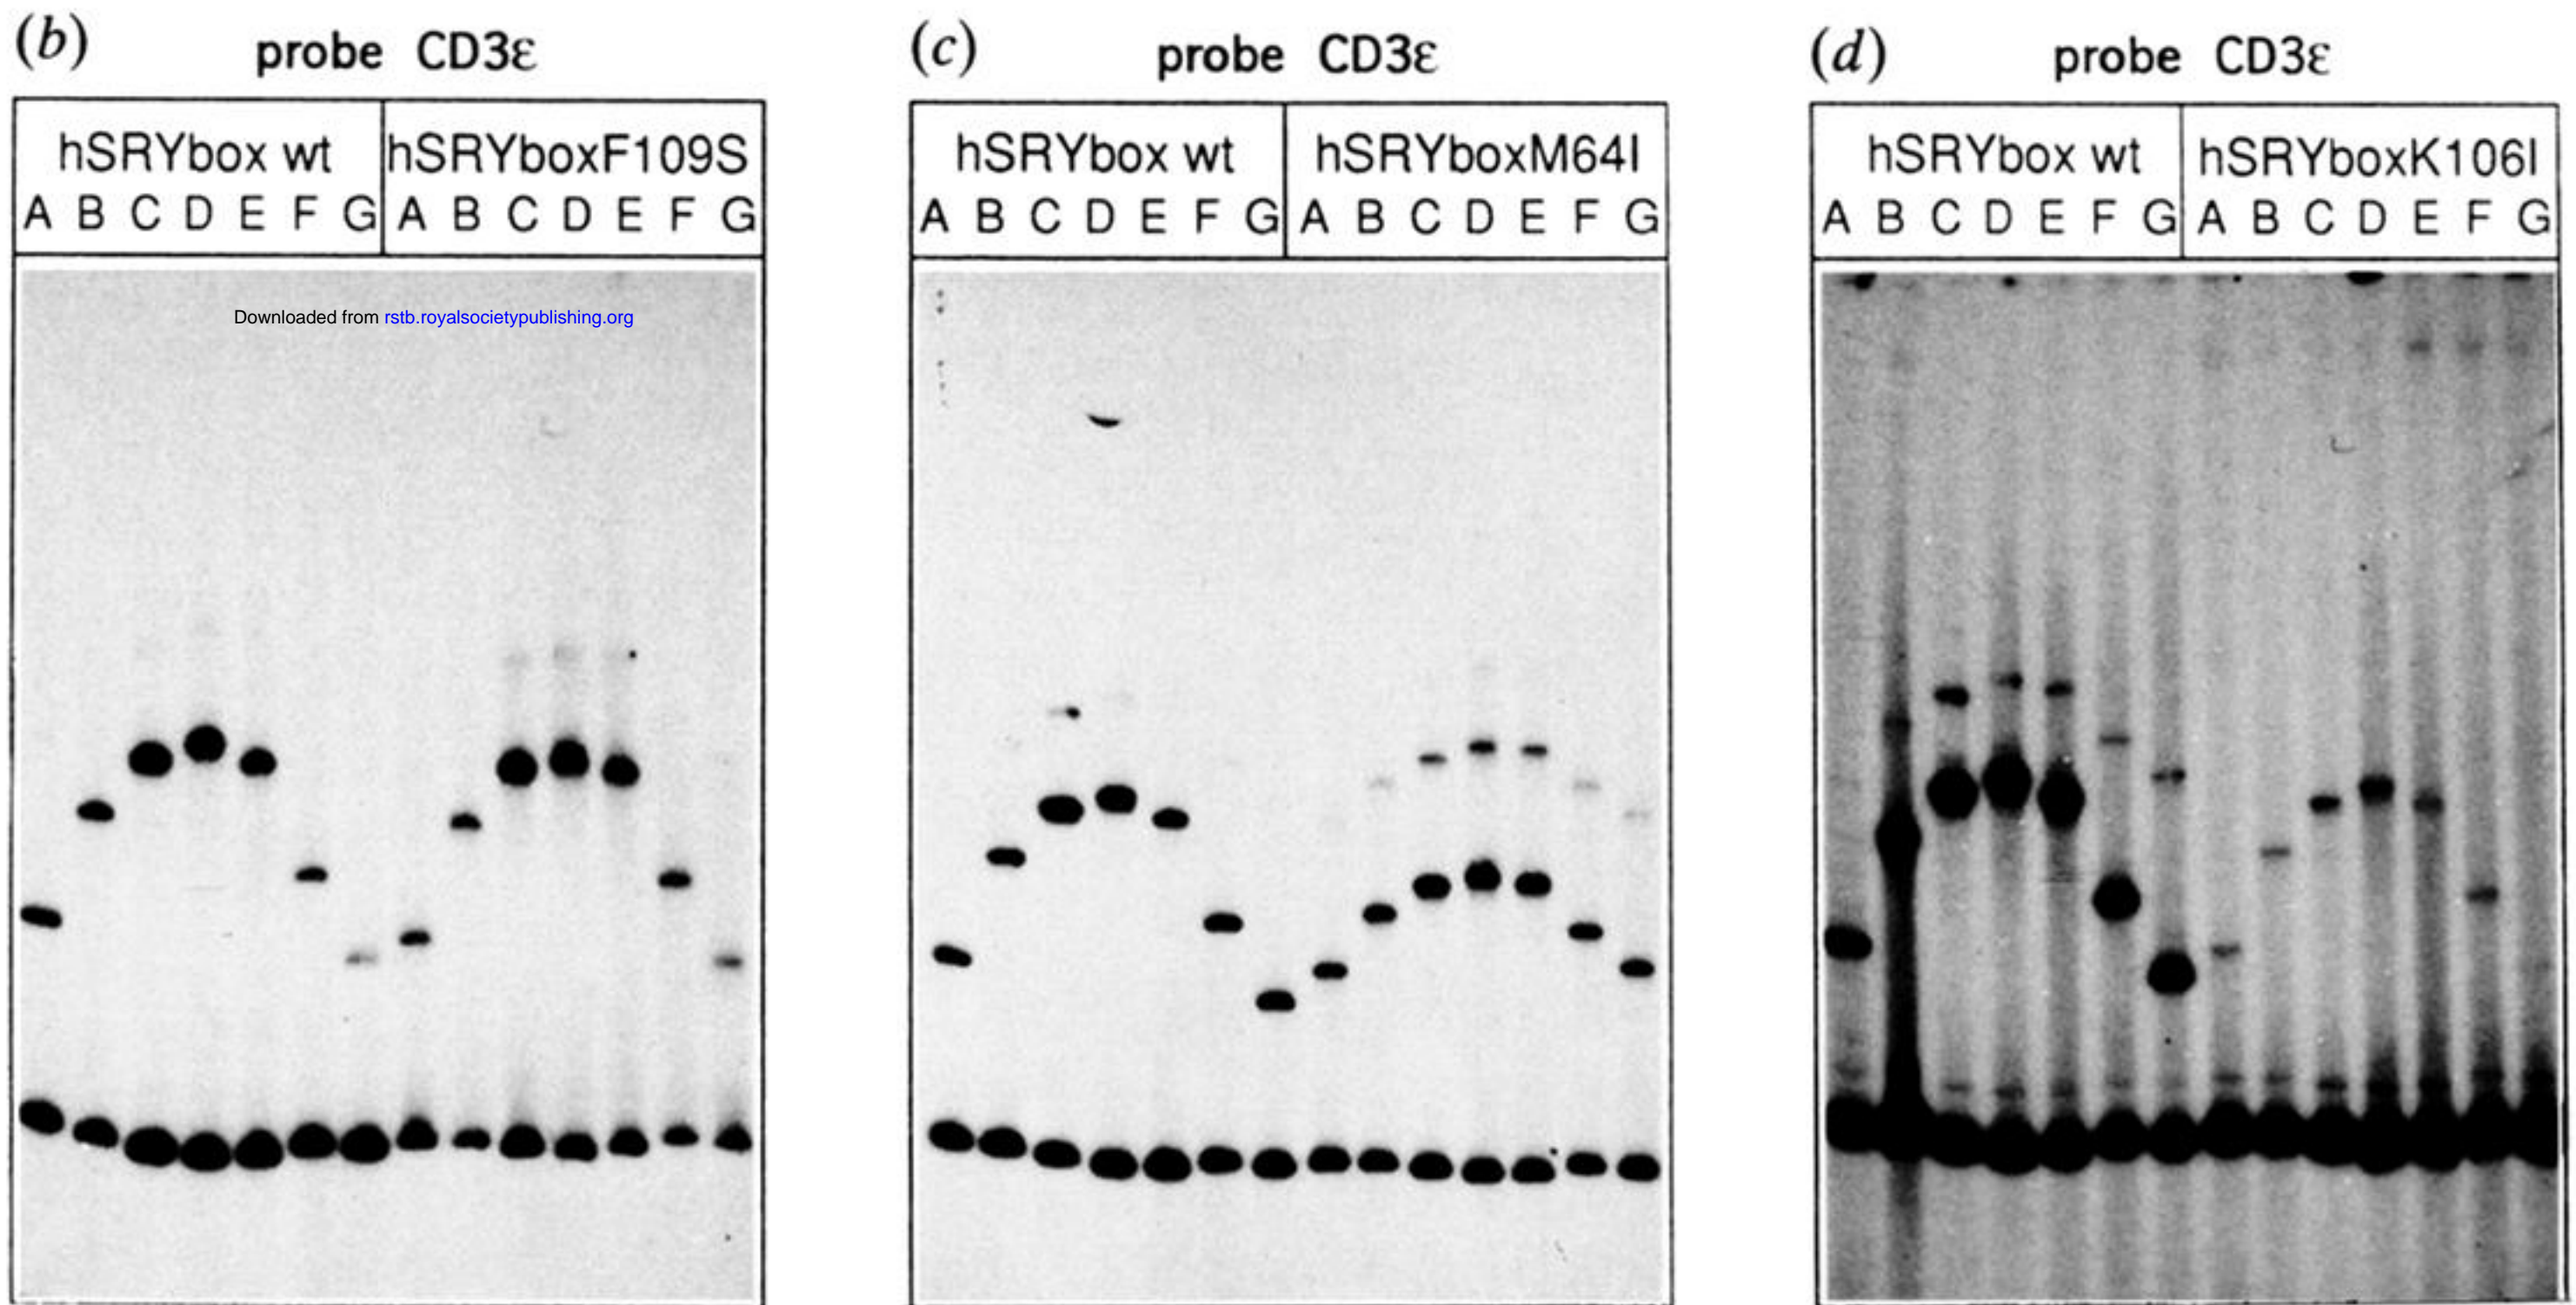 (b) probe CD3ε
hSRYbox wt hSRYboxF109S
A B C D E F G A B C D E F G
Downloaded from rstb.royalsocietypublishing.org
(c) probe CD3ε
hSRYbox wt hSRYboxM64I
A B C D E F G A B C D E F G
(d) probe CD3ε
hSRYbox wt hSRYboxK106I
A B C D E F G A B C D E F G